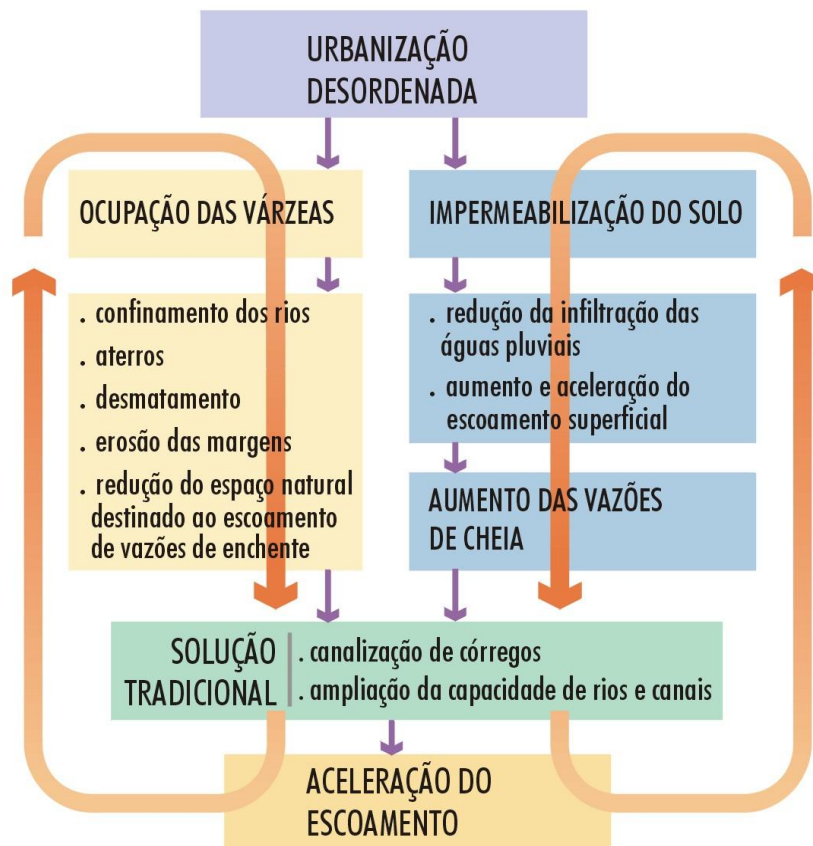 URBANIZAÇÃO
DESORDENADA
OCUPAÇÃO DAS VÁRZEAS
. confinamento dos rios
. aterros
. desmatamento
. erosão das margens
. redução do espaço natural
destinado ao escoamento
de vazões de enchente
IMPERMEABILIZAÇÃO DO SOLO
. redução da infiltração das
águas pluviais
. aumento e aceleração do
escoamento superficial
AUMENTO DAS VAZÕES
DE CHEIA
SOLUÇÃO
TRADICIONAL
. canalização de córregos
. ampliação da capacidade de rios e canais
ACELERAÇÃO DO
ESCOAMENTO